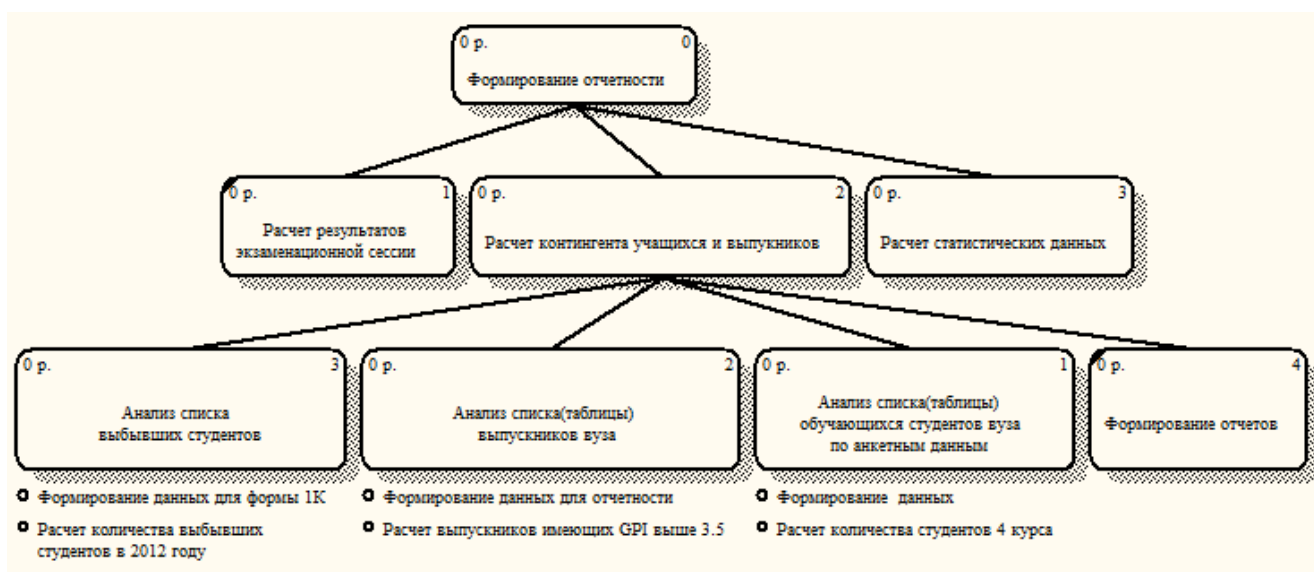 0 р. 0
Формирование отчетности
0 р. 1
Расчет результатов
экзаменационной сессии
0 р. 2
Расчет контингента учащихся и выпукников
0 р. 3
Расчет статистических данных
0 р. 3
Анализ списка
выбывших студентов
0 р. 2
Анализ списка(таблицы)
выпускников вуза
0 р. 1
Анализ списка(таблицы)
обучающихся студентов вуза
по анкетным данным
0 р. 4
Формирование отчетов
Формирование данных для формы 1К
Расчет количества выбывших
студентов в 2012 году
Формирование данных для отчетности
Расчет выпускников имеющих GPI выше 3.5
Формирование данных
Расчет количества студентов 4 курса